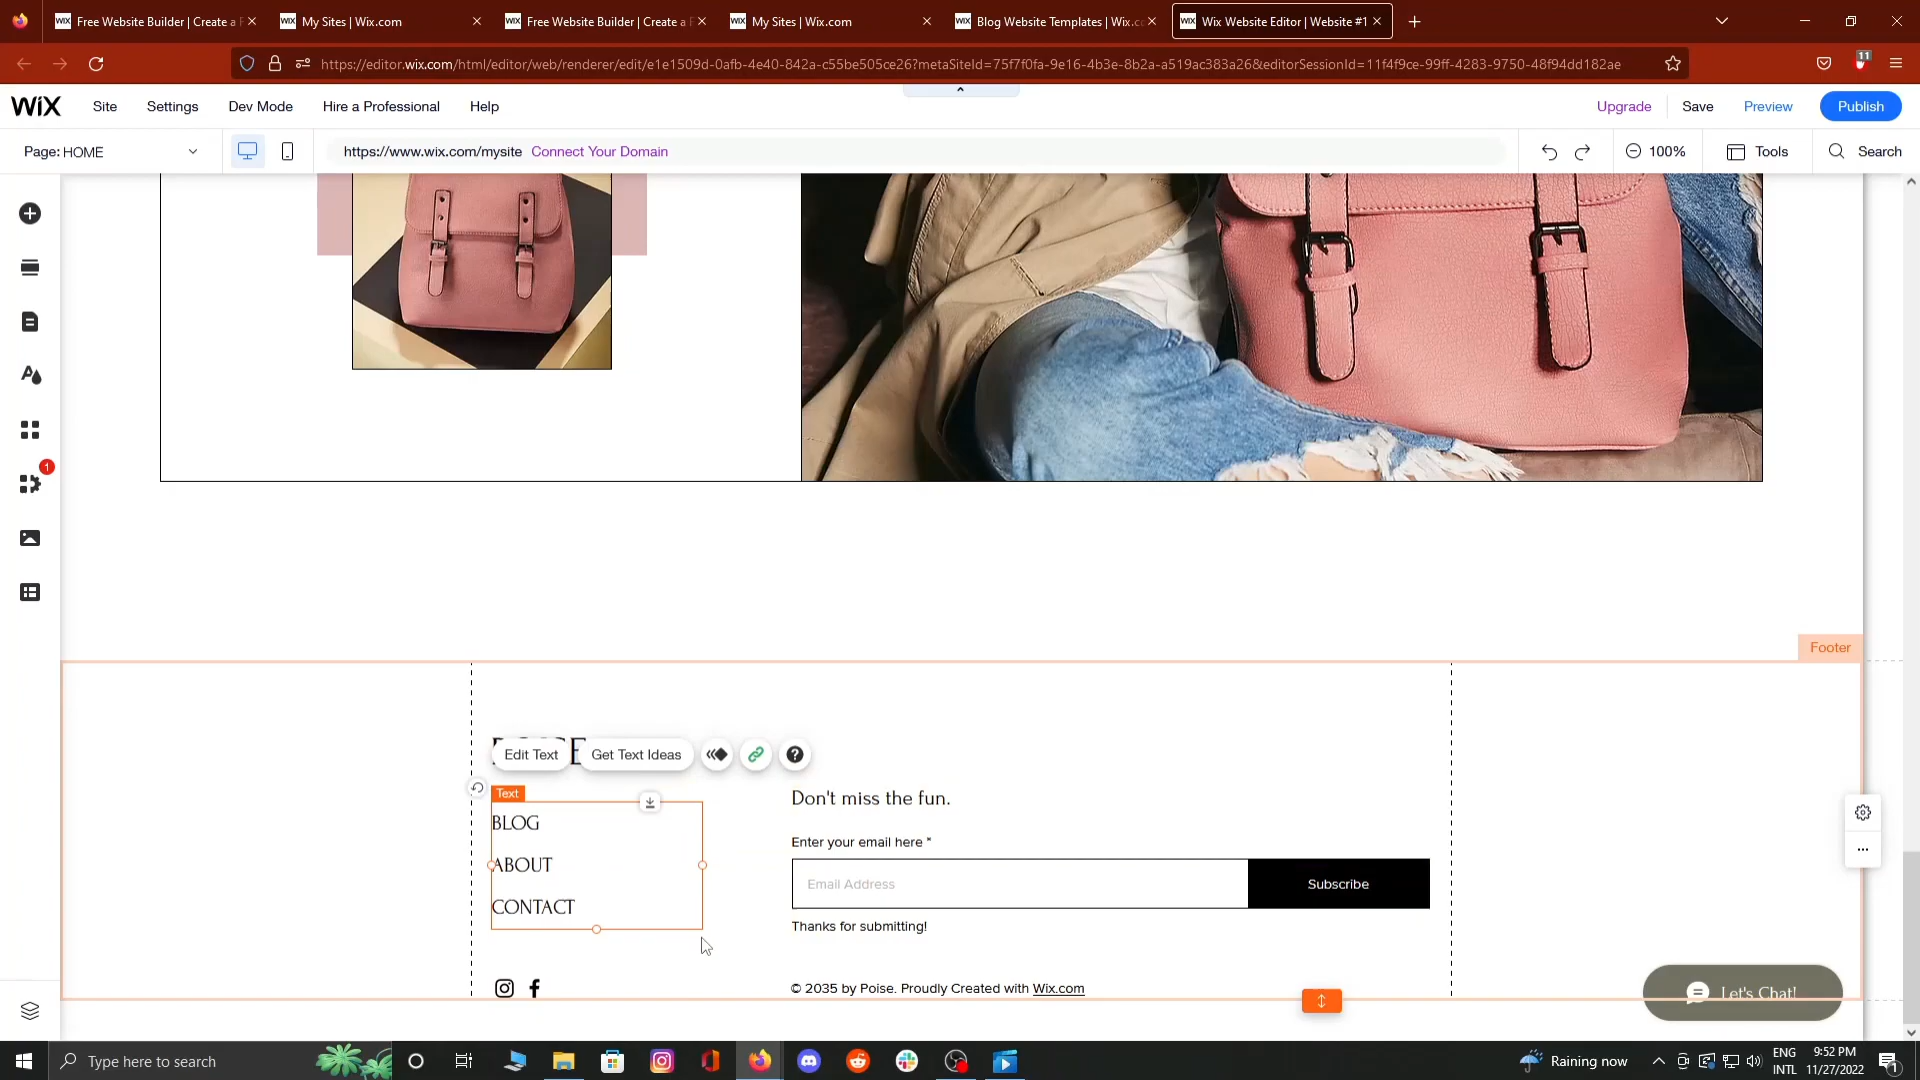 Free Website Builder | Create a F
My Sites | Wix.com
Free Website Builder | Create a F
My Sites | Wix.com
Blog Website Templates | Wix.c
Wix Website Editor | Website #1
https://editor.wix.com/html/editor/web/renderer/edit/e1e1509d-0afb-4e40-842a-c55be505ce26?metaSiteId=75f7f0fa-9e16-4b3e-8b2a-a519ac383a26&editorSessionId=11f4f9ce-99ff-4283-9750-48f94dd182ae
11
WiX
Site
Settings
Dev Mode
Hire a Professional
Help
Upgrade
Save
Preview
Publish
Page: HOME
https://www.wix.com/mysite
Connect Your Domain
100%
Tools
Search
1
Footer
Edit Text
Get Text Ideas
Text
BLOG
ABOUT
CONTACT
Don't miss the fun.
Enter your email here *
Email Address
Subscribe
Thanks for submitting!
© 2035 by Poise. Proudly Created with Wix.com
Let's Chat!
Type here to search
Raining now
ENG
INTL
9:52 PM
11/27/2022
1